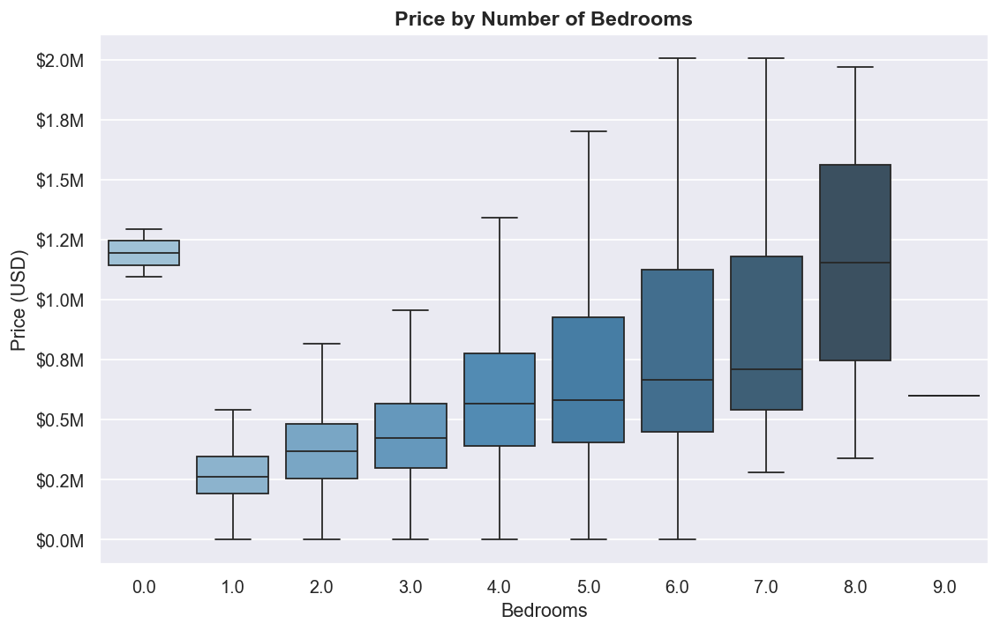 Price by Number of Bedrooms
$2.0M
$1.8M
$1.5M
$1.2M
$1.0M
$0.8M
$0.5M
$0.2M
$0.0M
Price (USD)
0.0 1.0 2.0 3.0 4.0 5.0 6.0 7.0 8.0 9.0
Bedrooms